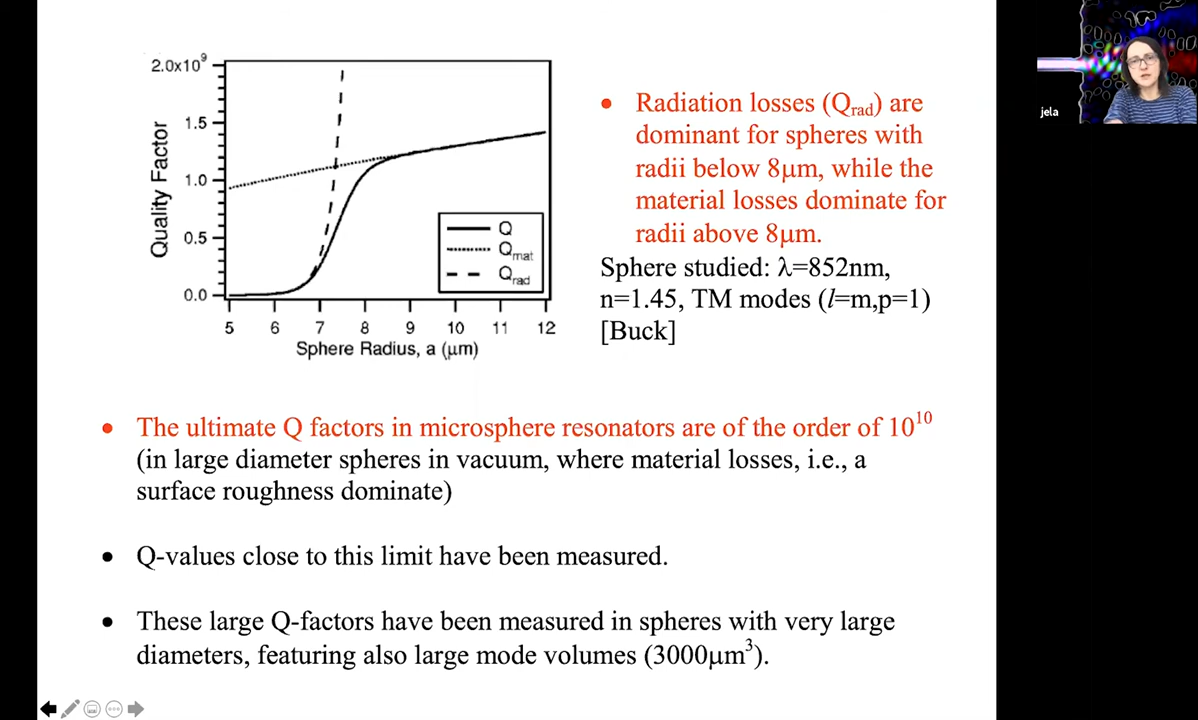 2.0x10⁹
1.5
1.0
0.5
0.0
Quality Factor
Q
Qmat
Qrad
5 6 7 8 9 10 11 12
Sphere Radius, a (µm)
• Radiation losses (Qrad) are
dominant for spheres with
radii below 8µm, while the
material losses dominate for
radii above 8µm.
Sphere studied: λ=852nm,
n=1.45, TM modes (l=m,p=1)
[Buck]
jela
• The ultimate Q factors in microsphere resonators are of the order of 10¹⁰
(in large diameter spheres in vacuum, where material losses, i.e., a
surface roughness dominate)
• Q-values close to this limit have been measured.
• These large Q-factors have been measured in spheres with very large
diameters, featuring also large mode volumes (3000µm³).